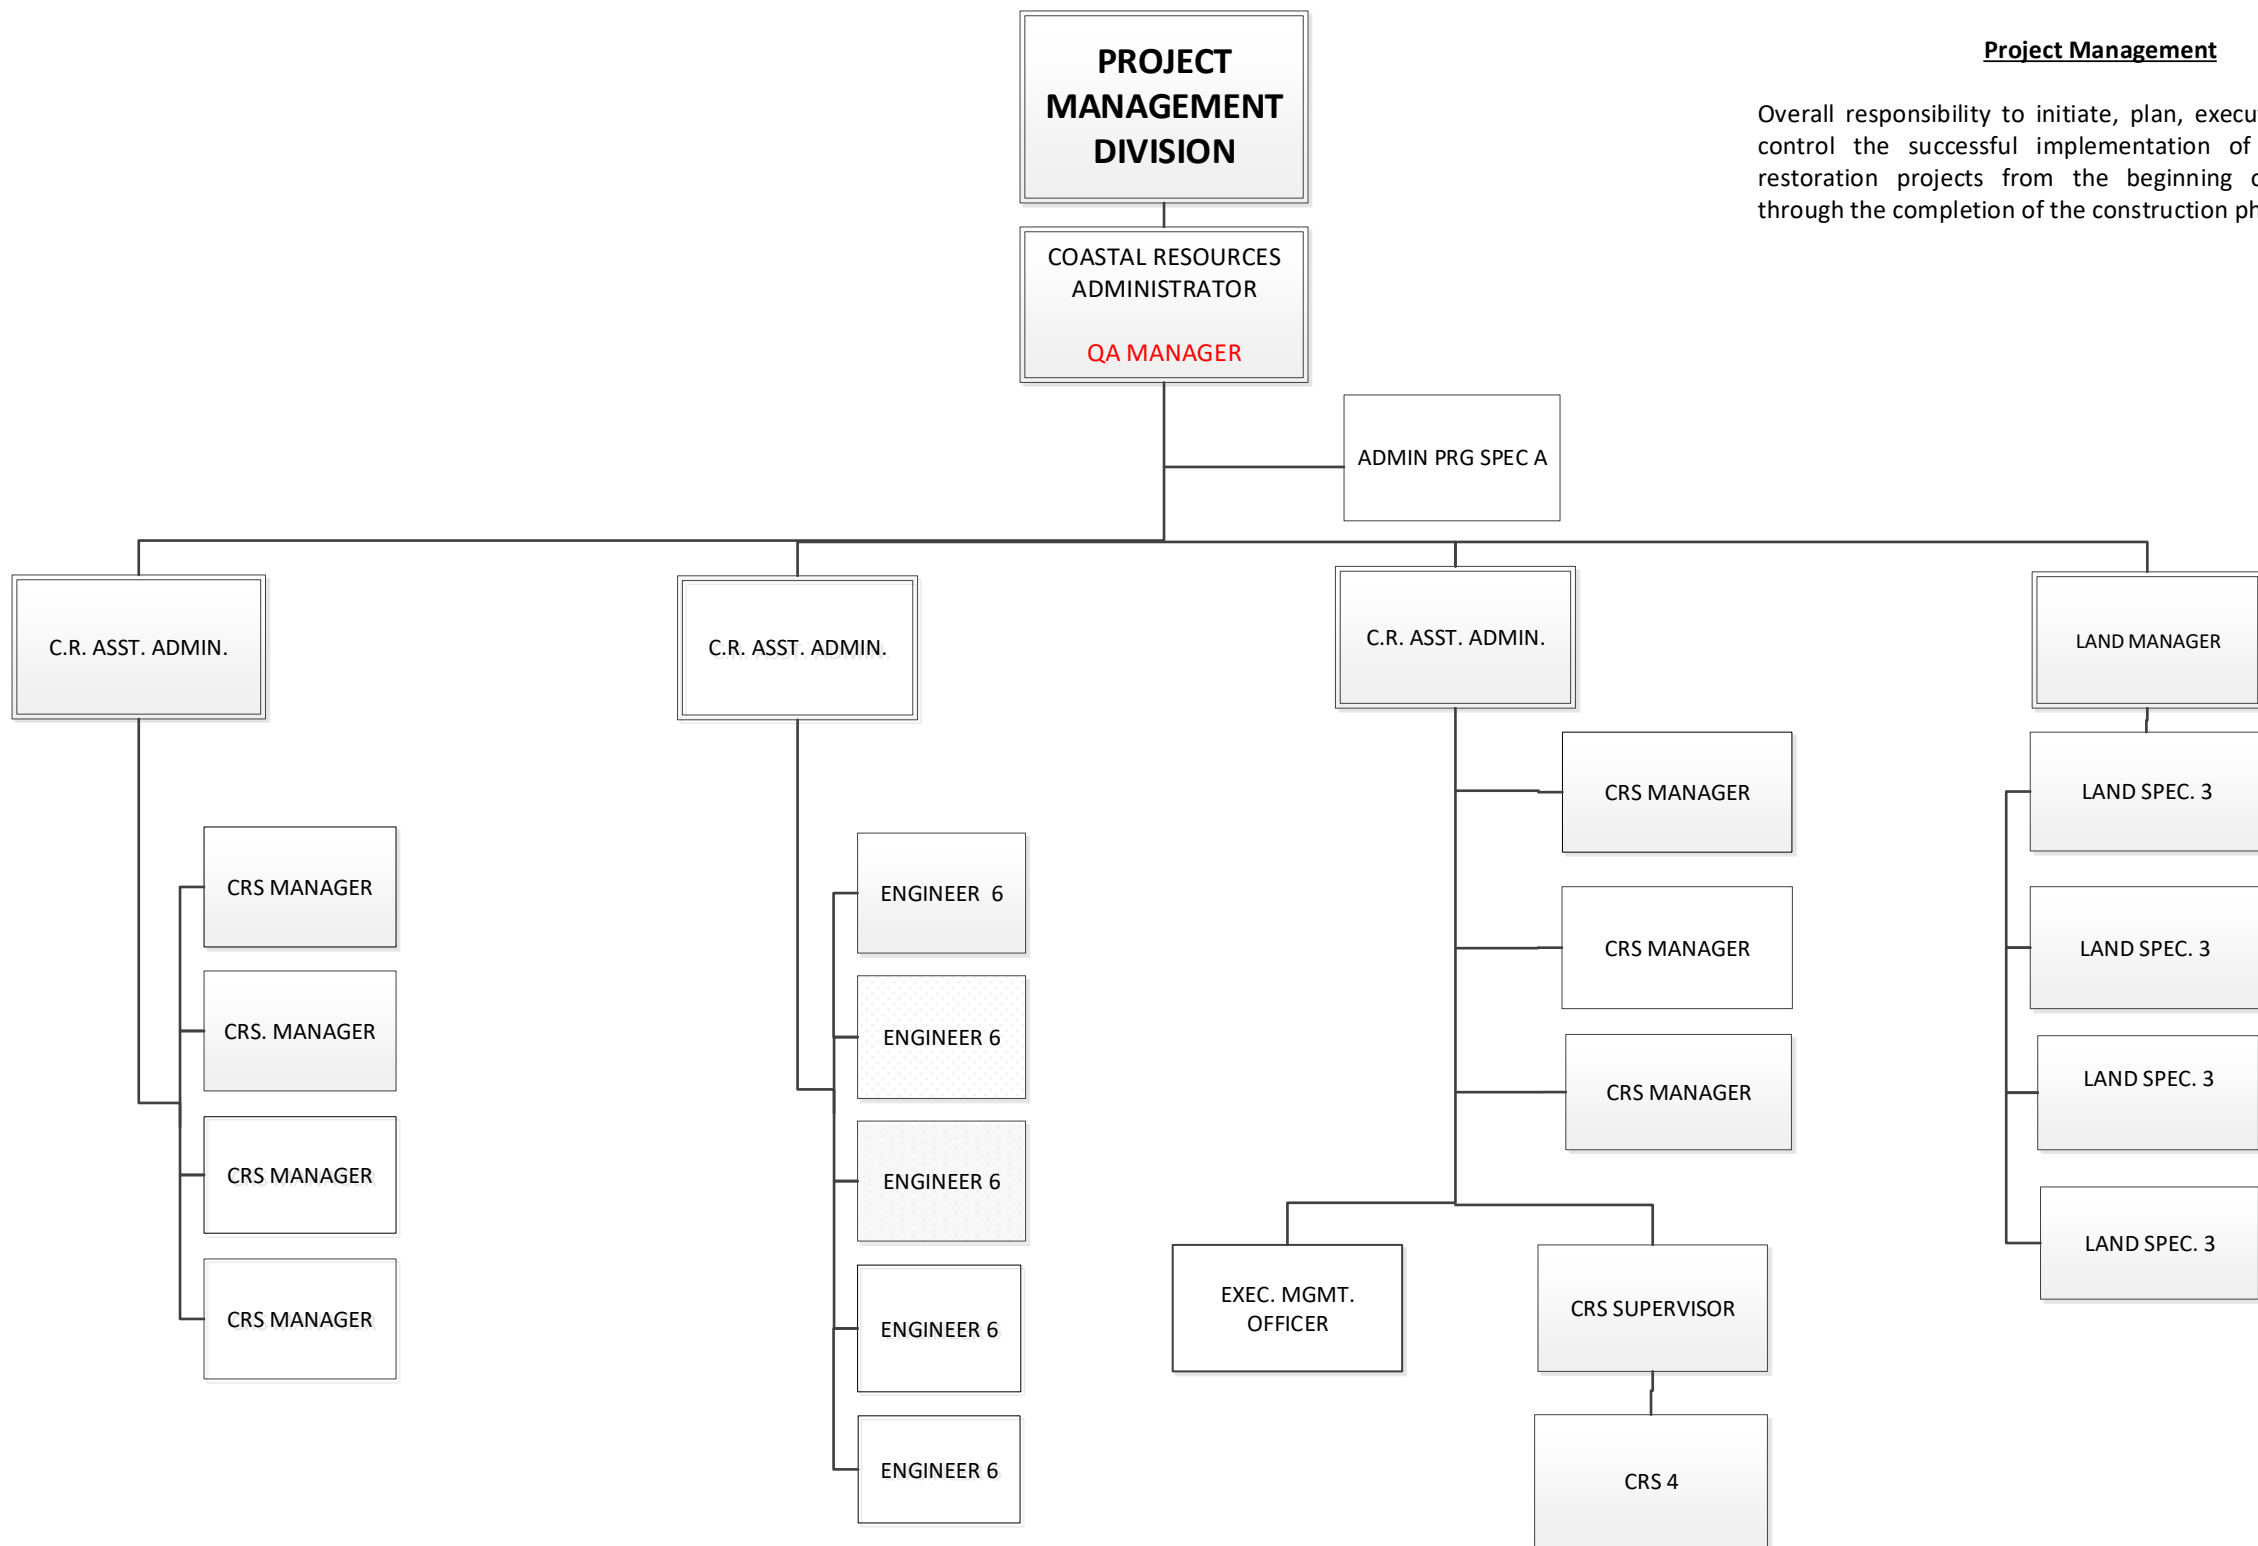 PROJECT
MANAGEMENT
DIVISION
Project Management
Overall responsibility to initiate, plan,
control the successful implementation of
restoration projects from the beginning
through the completion of the construction
COASTAL RESOURCES
ADMINISTRATOR
QA MANAGER
ADMIN PRG SPEC A
C.R. ASST. ADMIN.
C.R. ASST. ADMIN.
C.R. ASST. ADMIN.
LAND MANAGER
CRS MANAGER
CRS. MANAGER
CRS MANAGER
CRS MANAGER
ENGINEER 6
ENGINEER 6
ENGINEER 6
ENGINEER 6
ENGINEER 6
CRS MANAGER
CRS MANAGER
CRS MANAGER
EXEC. MGMT.
OFFICER
CRS SUPERVISOR
CRS 4
LAND SPEC. 3
LAND SPEC. 3
LAND SPEC. 3
LAND SPEC. 3